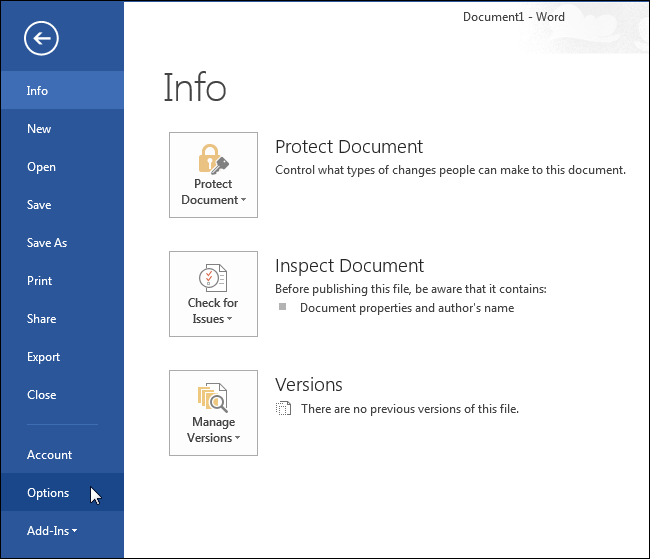 Document1 - Word
Info
New
Open
Save
Save As
Print
Share
Export
Close
Account
Options
Add-Ins
Info
Protect
Document
Protect Document
Control what types of changes people can make to this document.
Check for
Issues
Inspect Document
Before publishing this file, be aware that it contains:
Document properties and author's name
Manage
Versions
Versions
There are no previous versions of this file.